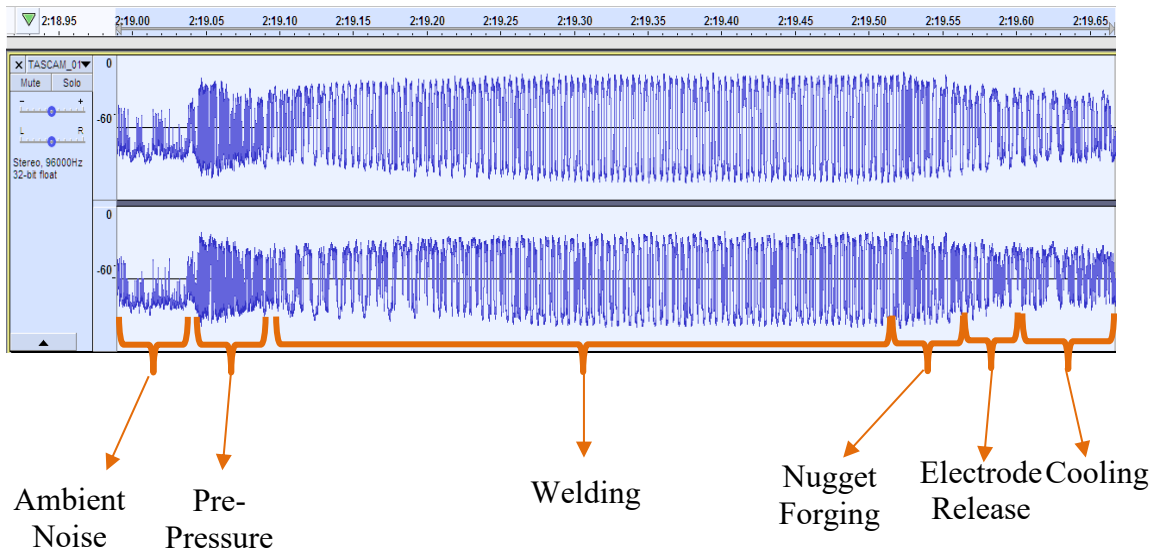 2:18.95 2:19.00 2:19.05 2:19.10 2:19.15 2:19.20 2:19.25 2:19.30 2:19.35 2:19.40 2:19.45 2:19.50 2:19.55 2:19.60 2:19.65
X TASCAM_01▼ 0
Mute Solo
- +
-60
L R
Stereo, 96000Hz
32-bit float
0
-60
Ambient
Noise
Pre-
Pressure
Welding
Nugget
Forging
Electrode
Release
Cooling